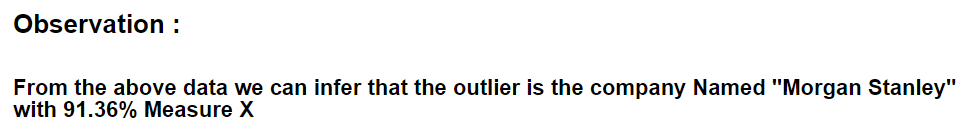 Observation :
From the above data we can infer that the outlier is the company Named "Morgan Stanley"
with 91.36% Measure X